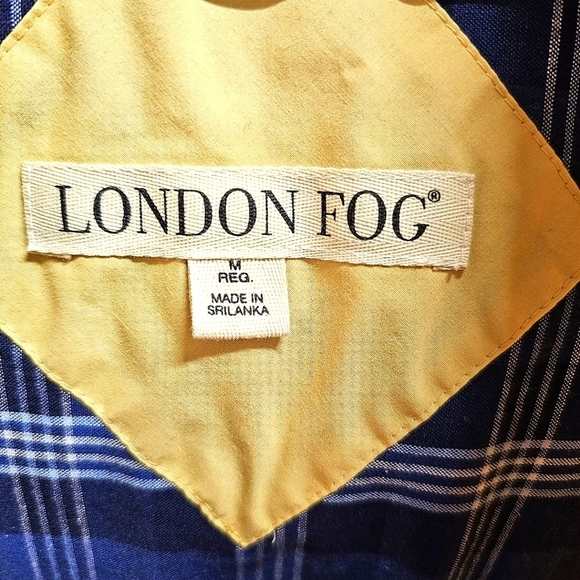 LONDON FOG®
M
REG.
MADE IN
SRILANKA